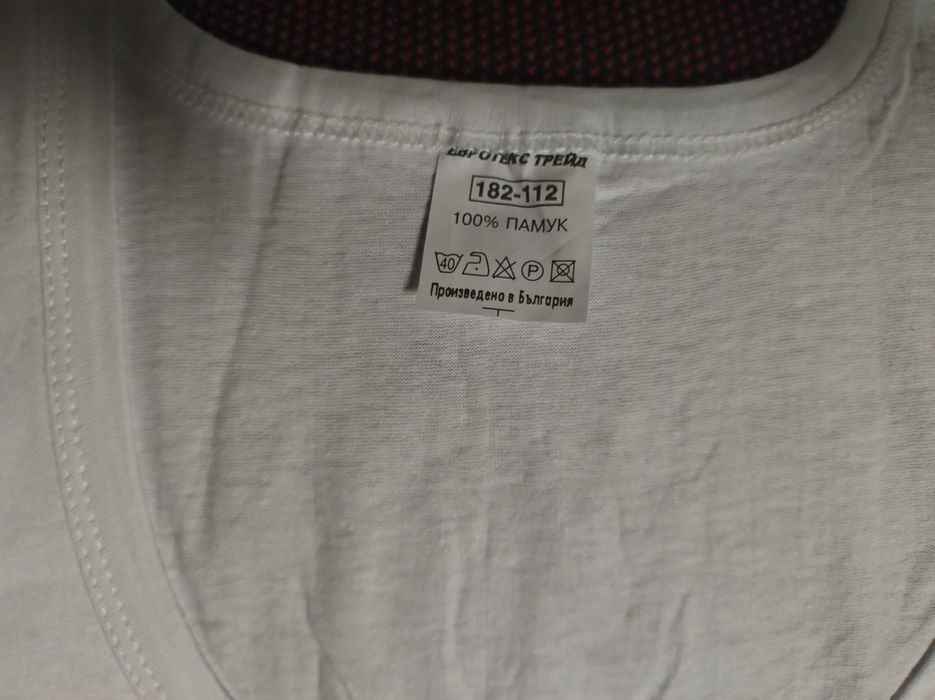 ЕВРОТЕКС ТРЕЙД
182-112
100% ПАМУК
40 P
Произведено в България